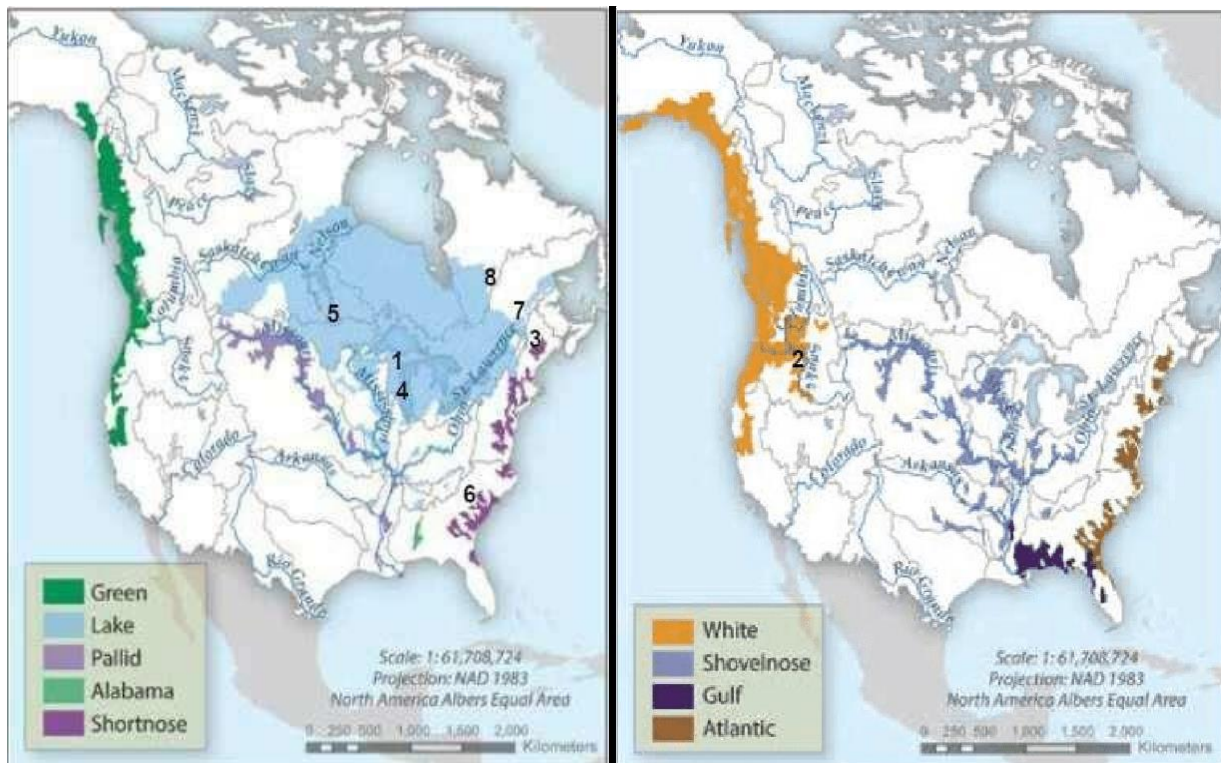 Yukon
Mackenzi
Slave
Peace
Saskatchewan Nelson
Columbia
8
5
7
3
Missouri
St. Lawrence
Snake
1
4
Ohio
Colorado
Arkansas
6
Rio Grande
Green
Lake
Pallid
Alabama
Shortnose
Scale: 1: 61,708,724
Projection: NAD 1983
North America Albers Equal Area
0 250 500 1,000 1,500 2,000
Kilometers
Yukon
Mackenzi
Slave
Peace
Saskatchewan Nelson
Columbia
Missouri
St. Lawrence
2
Snake
Ohio
Colorado
Arkansas
Rio Grande
White
Shovelnose
Gulf
Atlantic
Scale: 1: 61,708,724
Projection: NAD 1983
North America Albers Equal Area
0 250 500 1,000 1,500 2,000
Kilometers